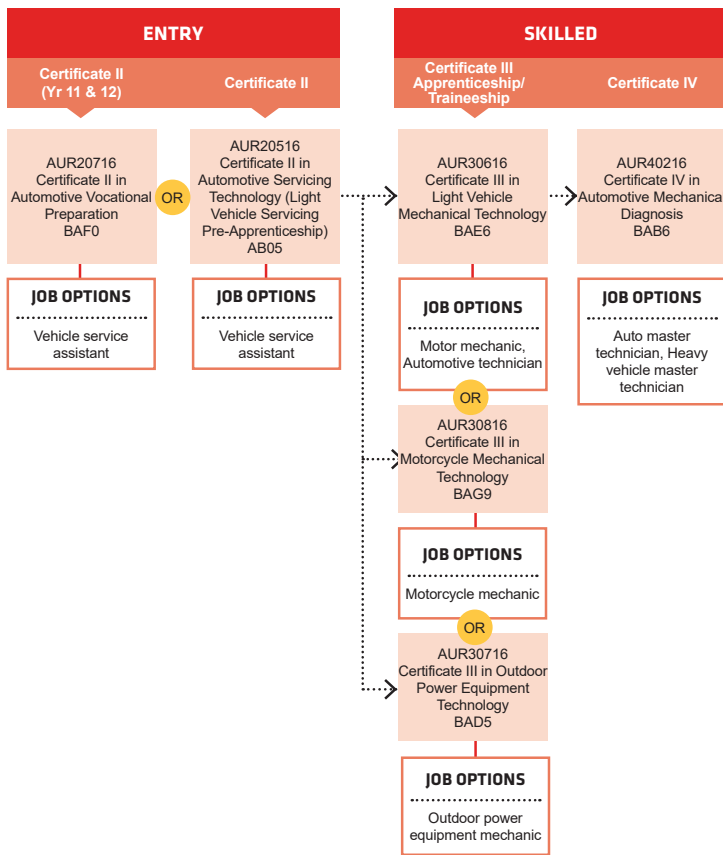 ENTRY
SKILLED
Certificate II
(Yr 11 & 12)
Certificate II
Certificate III
Apprenticeship/
Traineeship
Certificate IV
AUR20716
Certificate II in
Automotive Vocational
Preparation
BAF0
OR
AUR20516
Certificate II in
Automotive Servicing
Technology (Light
Vehicle Servicing
Pre-Apprenticeship)
AB05
AUR30616
Certificate III in
Light Vehicle
Mechanical Technology
BAE6
AUR40216
Certificate IV in
Automotive Mechanical
Diagnosis
BAB6
JOB OPTIONS
Vehicle service
assistant
JOB OPTIONS
Vehicle service
assistant
JOB OPTIONS
Motor mechanic,
Automotive technician
JOB OPTIONS
Auto master
technician, Heavy
vehicle master
technician
OR
AUR30816
Certificate III in
Motorcycle Mechanical
Technology
BAG9
JOB OPTIONS
Motorcycle mechanic
OR
AUR30716
Certificate III in Outdoor
Power Equipment
Technology
BAD5
JOB OPTIONS
Outdoor power
equipment mechanic